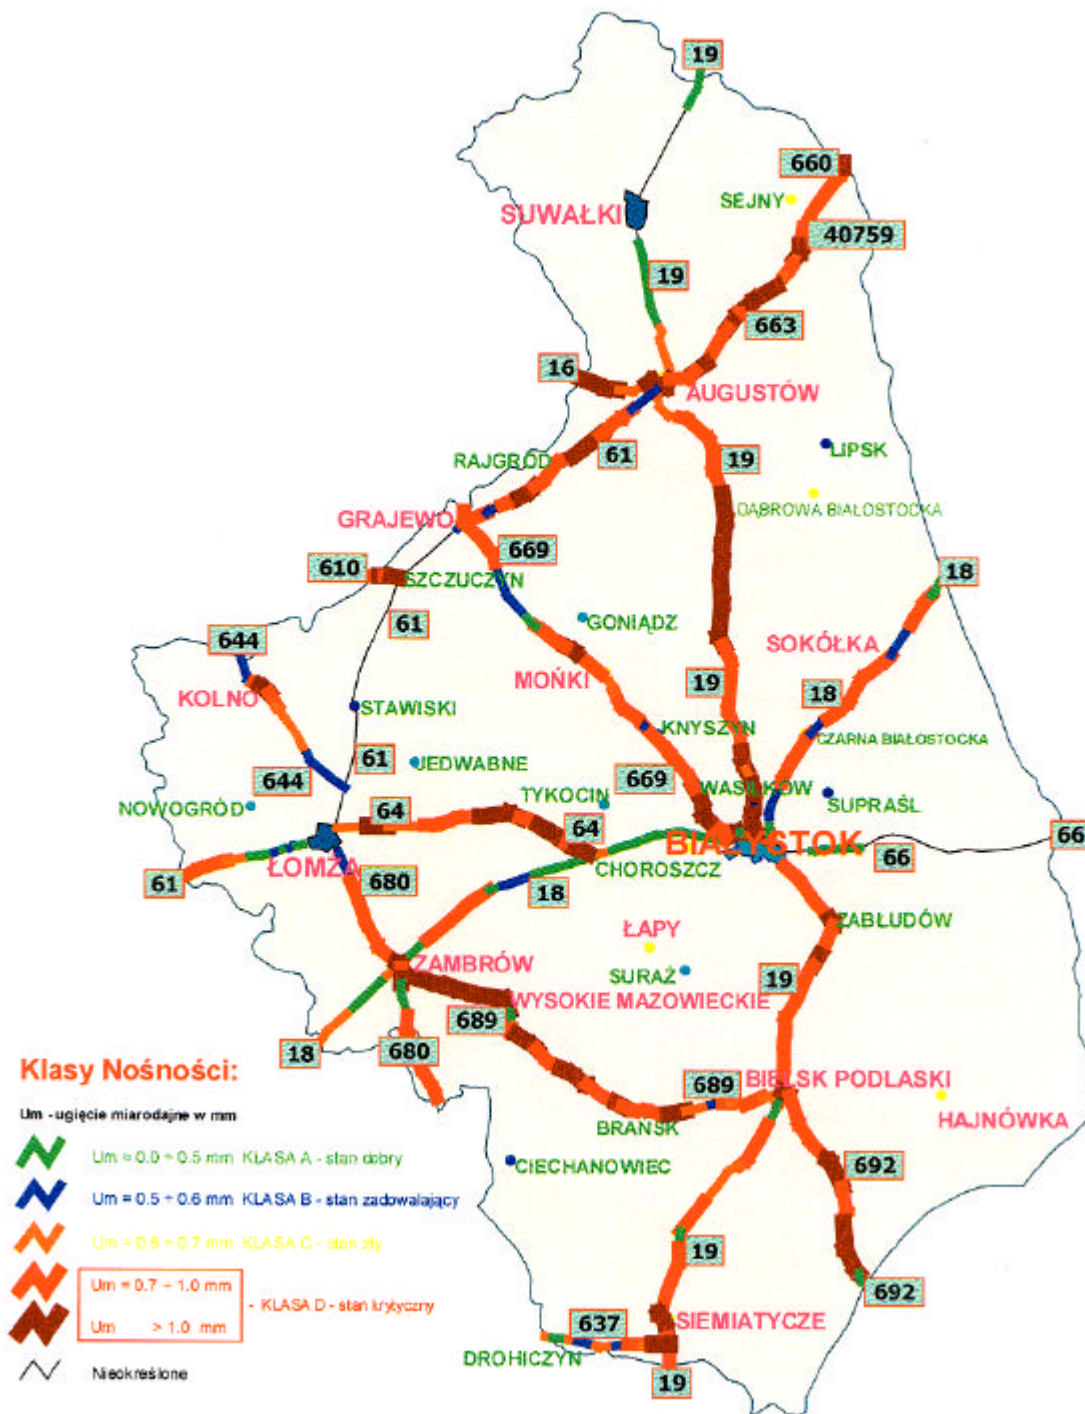 19
660
SEJNY
SUWAŁKI
40759
19
663
16
AUGUSTÓW
LIPSK
RAJGRÓD
61
19
DĄBROWA BIAŁOSTOCKA
GRAJEWO
669
610
SZCZUCZYN
18
61
GONIĄDZ
644
SOKÓŁKA
KOLNO
MOŃKI
19
18
STAWISKI
KNYSZYN
CZARNA BIAŁOSTOCKA
61
JEDWABNE
644
669
WASILKÓW
NOWOGRÓD
TYKOCIN
SUPRAŚL
64
64
BIAŁYSTOK
66
66
ŁOMŻA
CHOROSZCZ
61
680
18
ZABŁUDÓW
ŁAPY
ZAMBRÓW
SURAŻ
19
WYSOKIE MAZOWIECKIE
689
18
680
BIELSK PODLASKI
689
HAJNÓWKA
BRAŃSK
CIECHANOWIEC
692
19
692
SIEMIATYCZE
637
DROHICZYN
19
Klasy Nośności:
Um - ugięcie miarodajne w mm
Um = 0.0 ÷ 0.5 mm KLASA A - stan dobry
Um = 0.5 ÷ 0.6 mm KLASA B - stan zadowalający
Um = 0.6 ÷ 0.7 mm KLASA C - stan zły
Um = 0.7 ÷ 1.0 mm
- KLASA D - stan krytyczny
Um > 1.0 mm
Nieokreślone